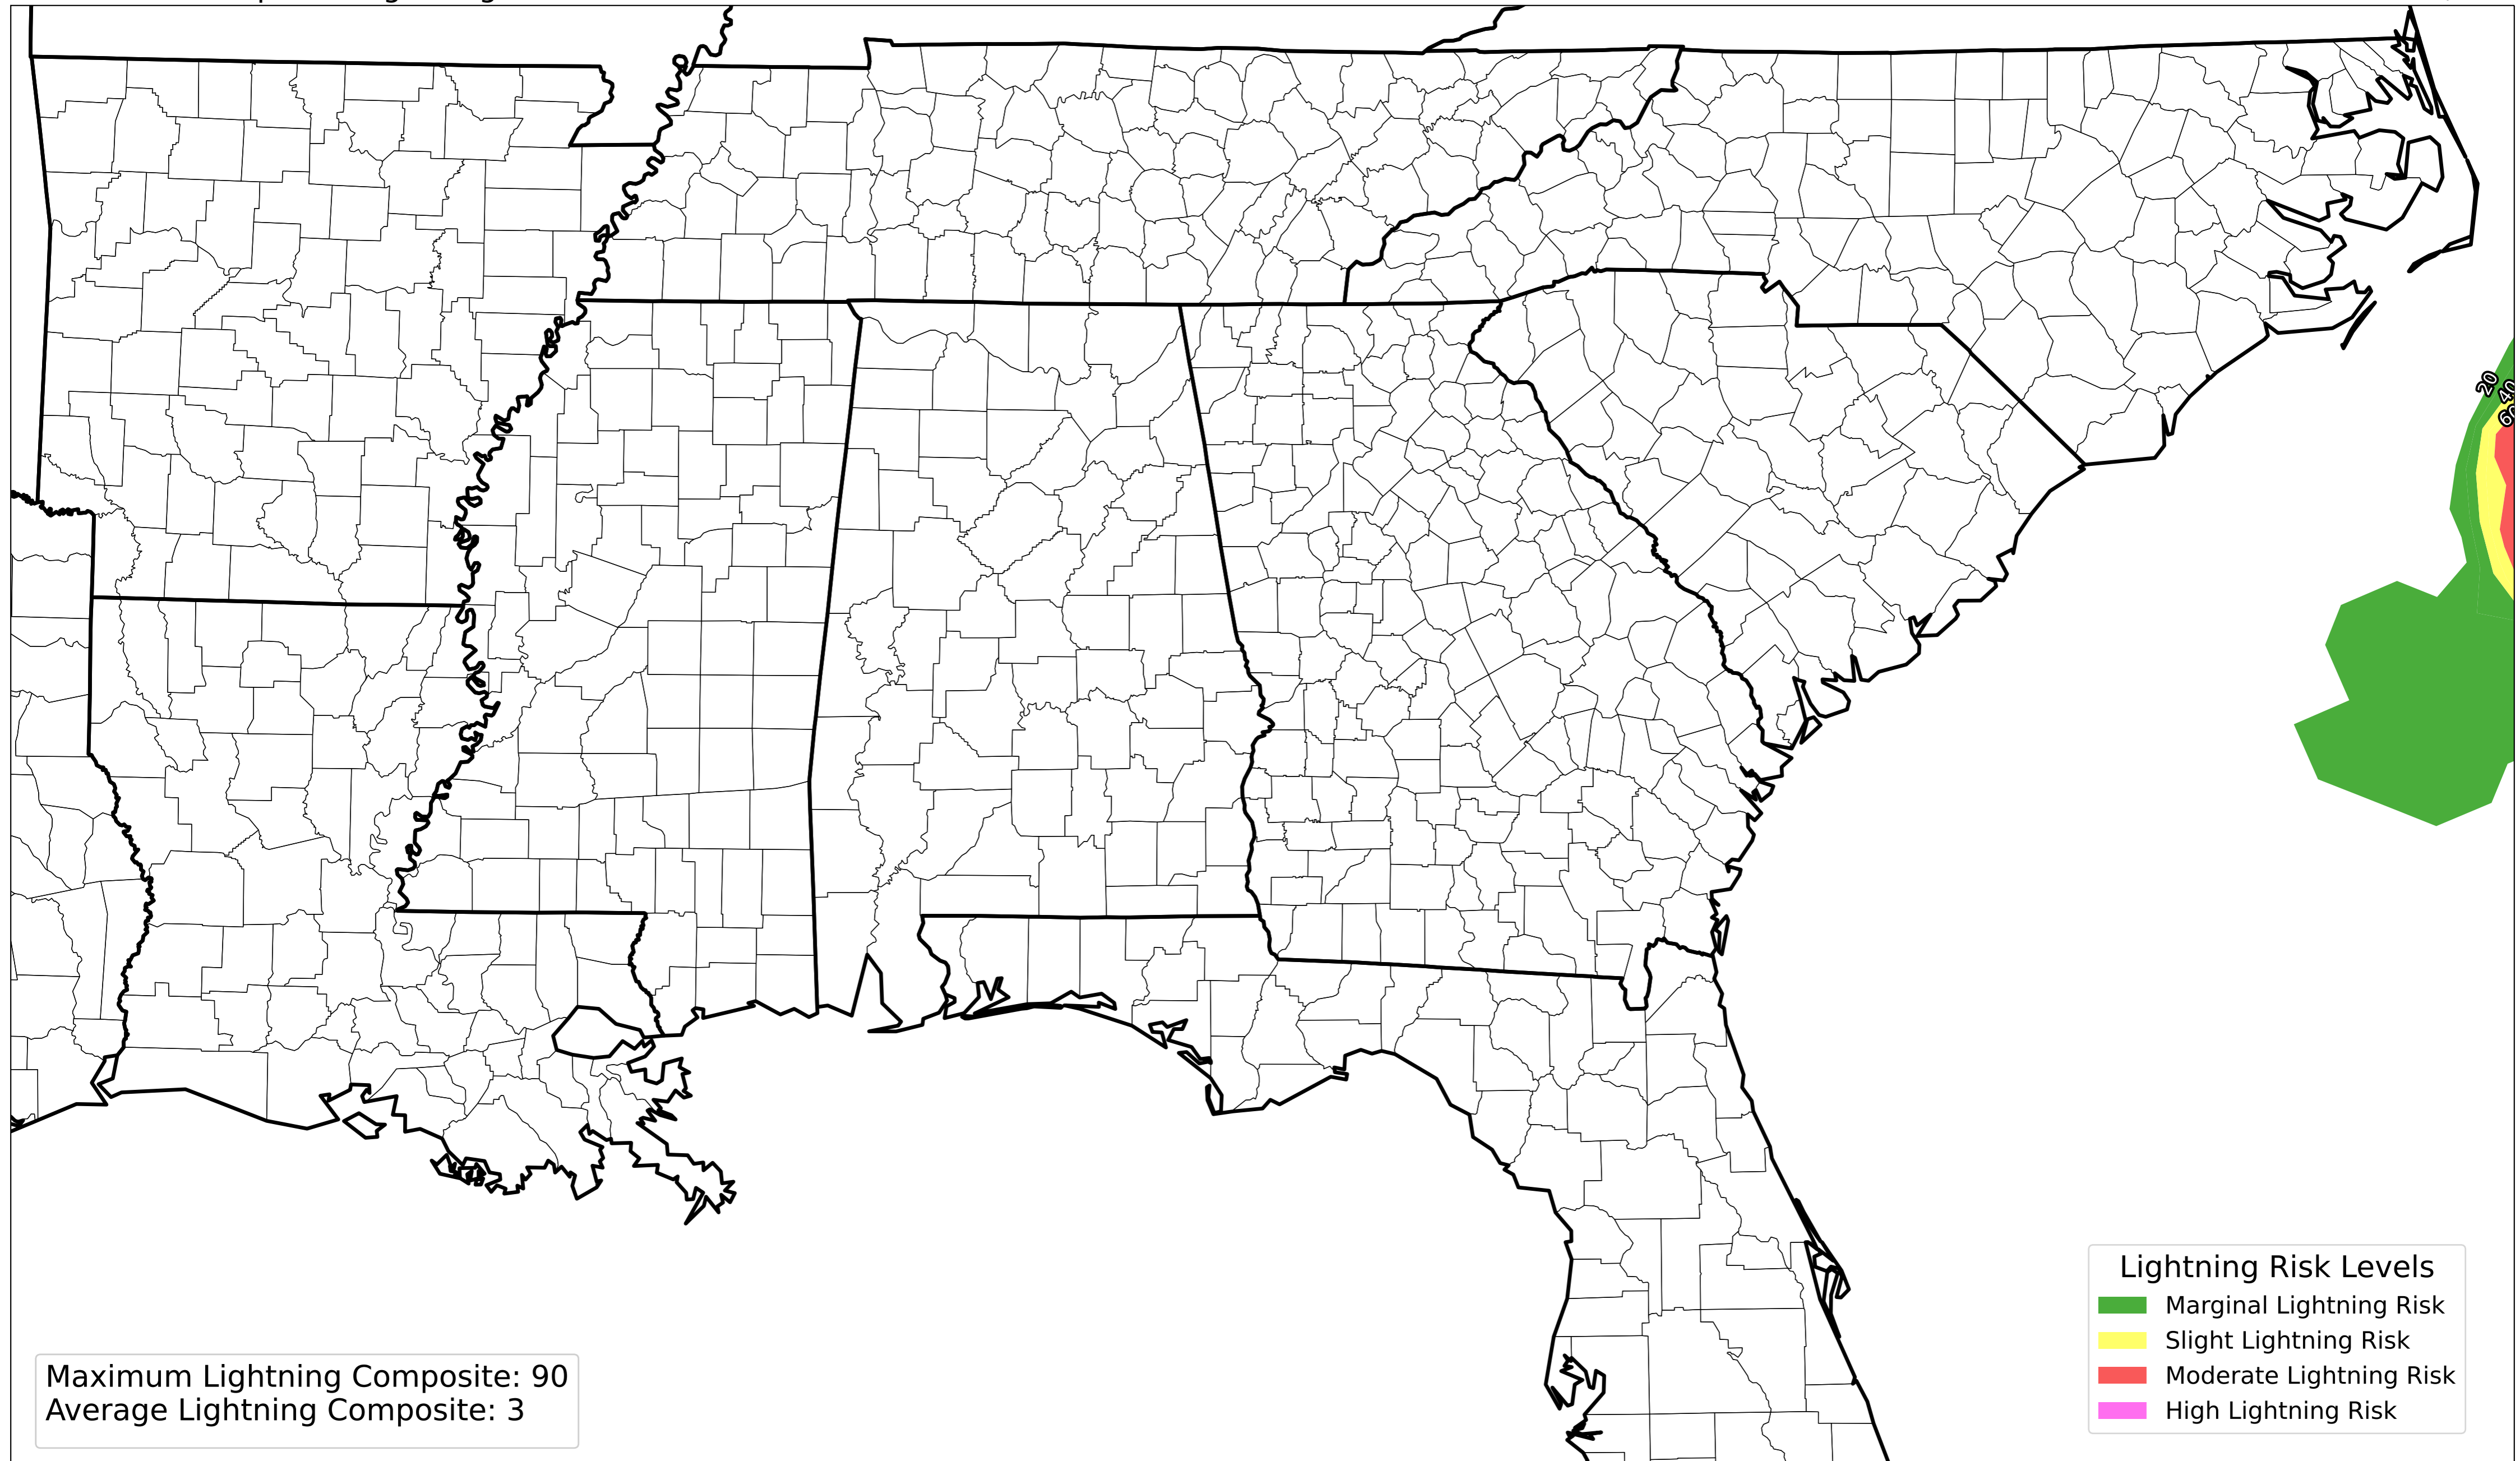 20
40
Lightning Risk Levels
Marginal Lightning Risk
Slight Lightning Risk
Moderate Lightning Risk
High Lightning Risk
Maximum Lightning Composite: 90
Average Lightning Composite: 3